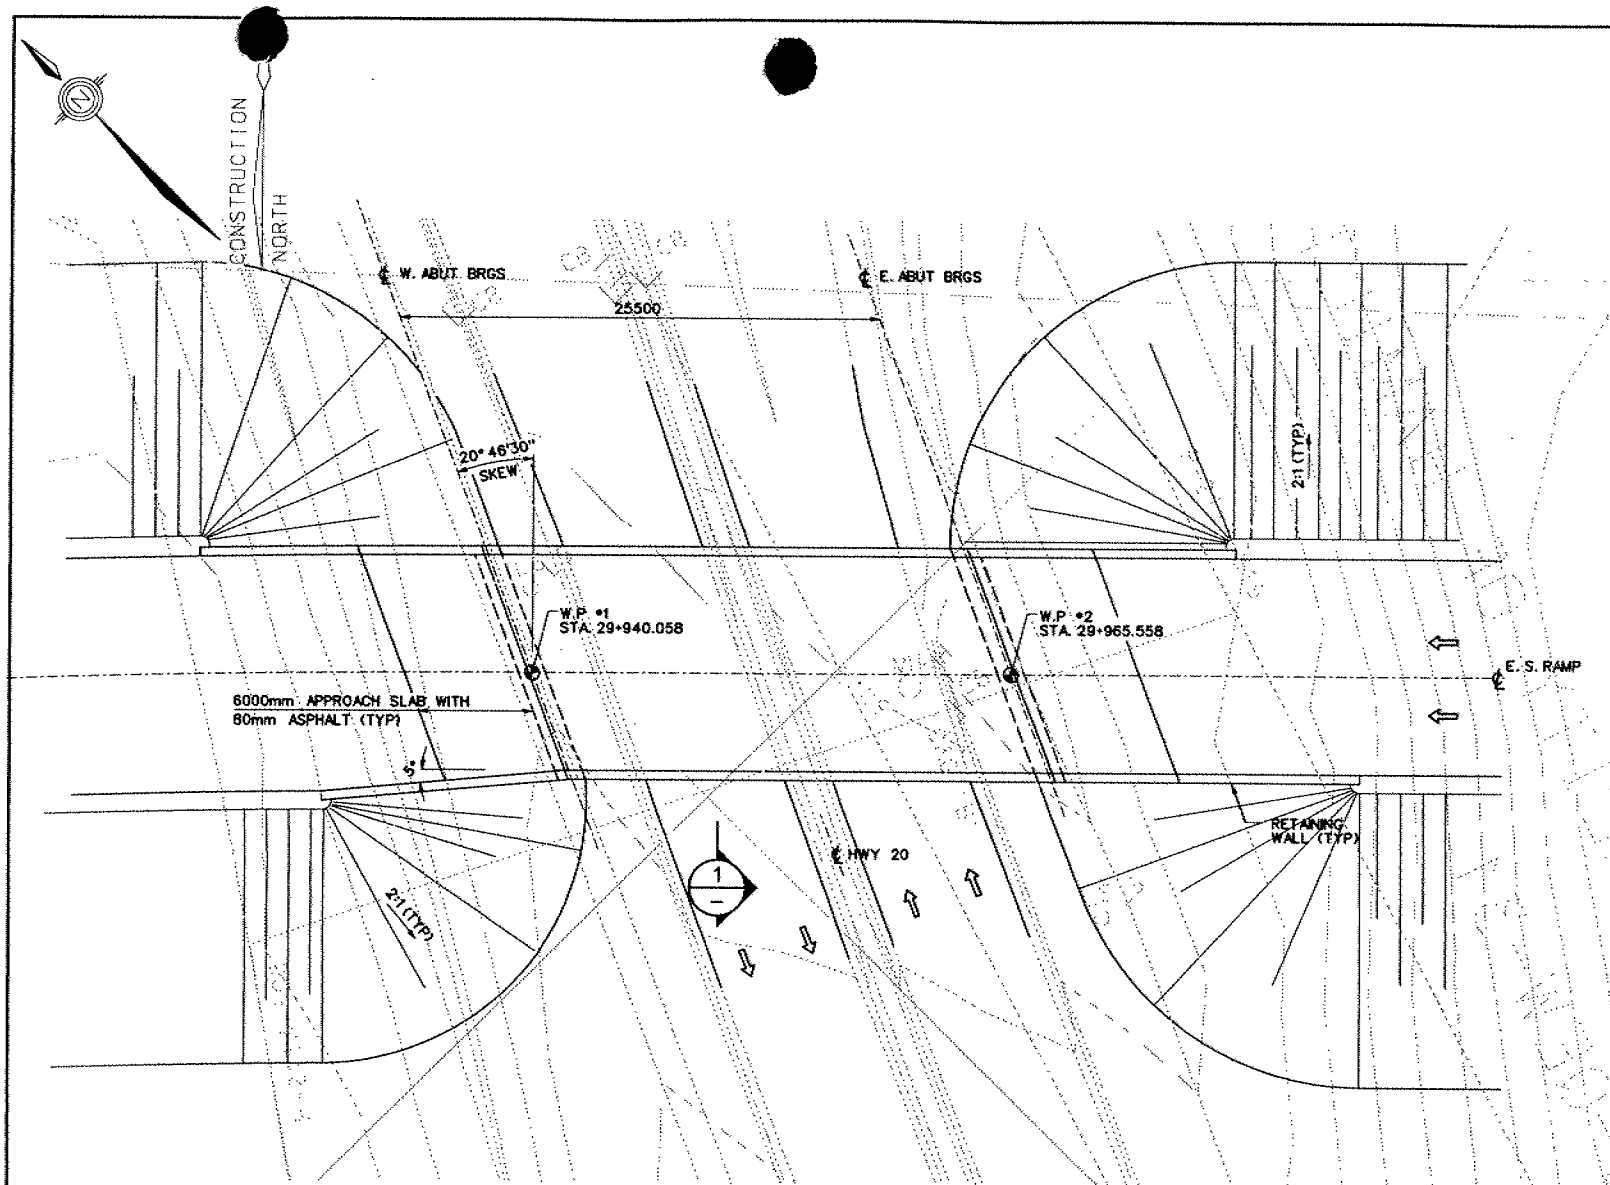 N
CONSTRUCTION
NORTH
℄ W. ABUT BRGS
℄ E. ABUT BRGS
25500
20° 46'30"
SKEW
2:1 (TYP)
W.P. #1
STA. 29+940.058
W.P. #2
STA. 29+965.558
℄ E. S. RAMP
6000mm APPROACH SLAB WITH
80mm ASPHALT (TYP)
5°
RETAINING
WALL (TYP)
℄ HWY 20
1
–
2:1 (TYP)